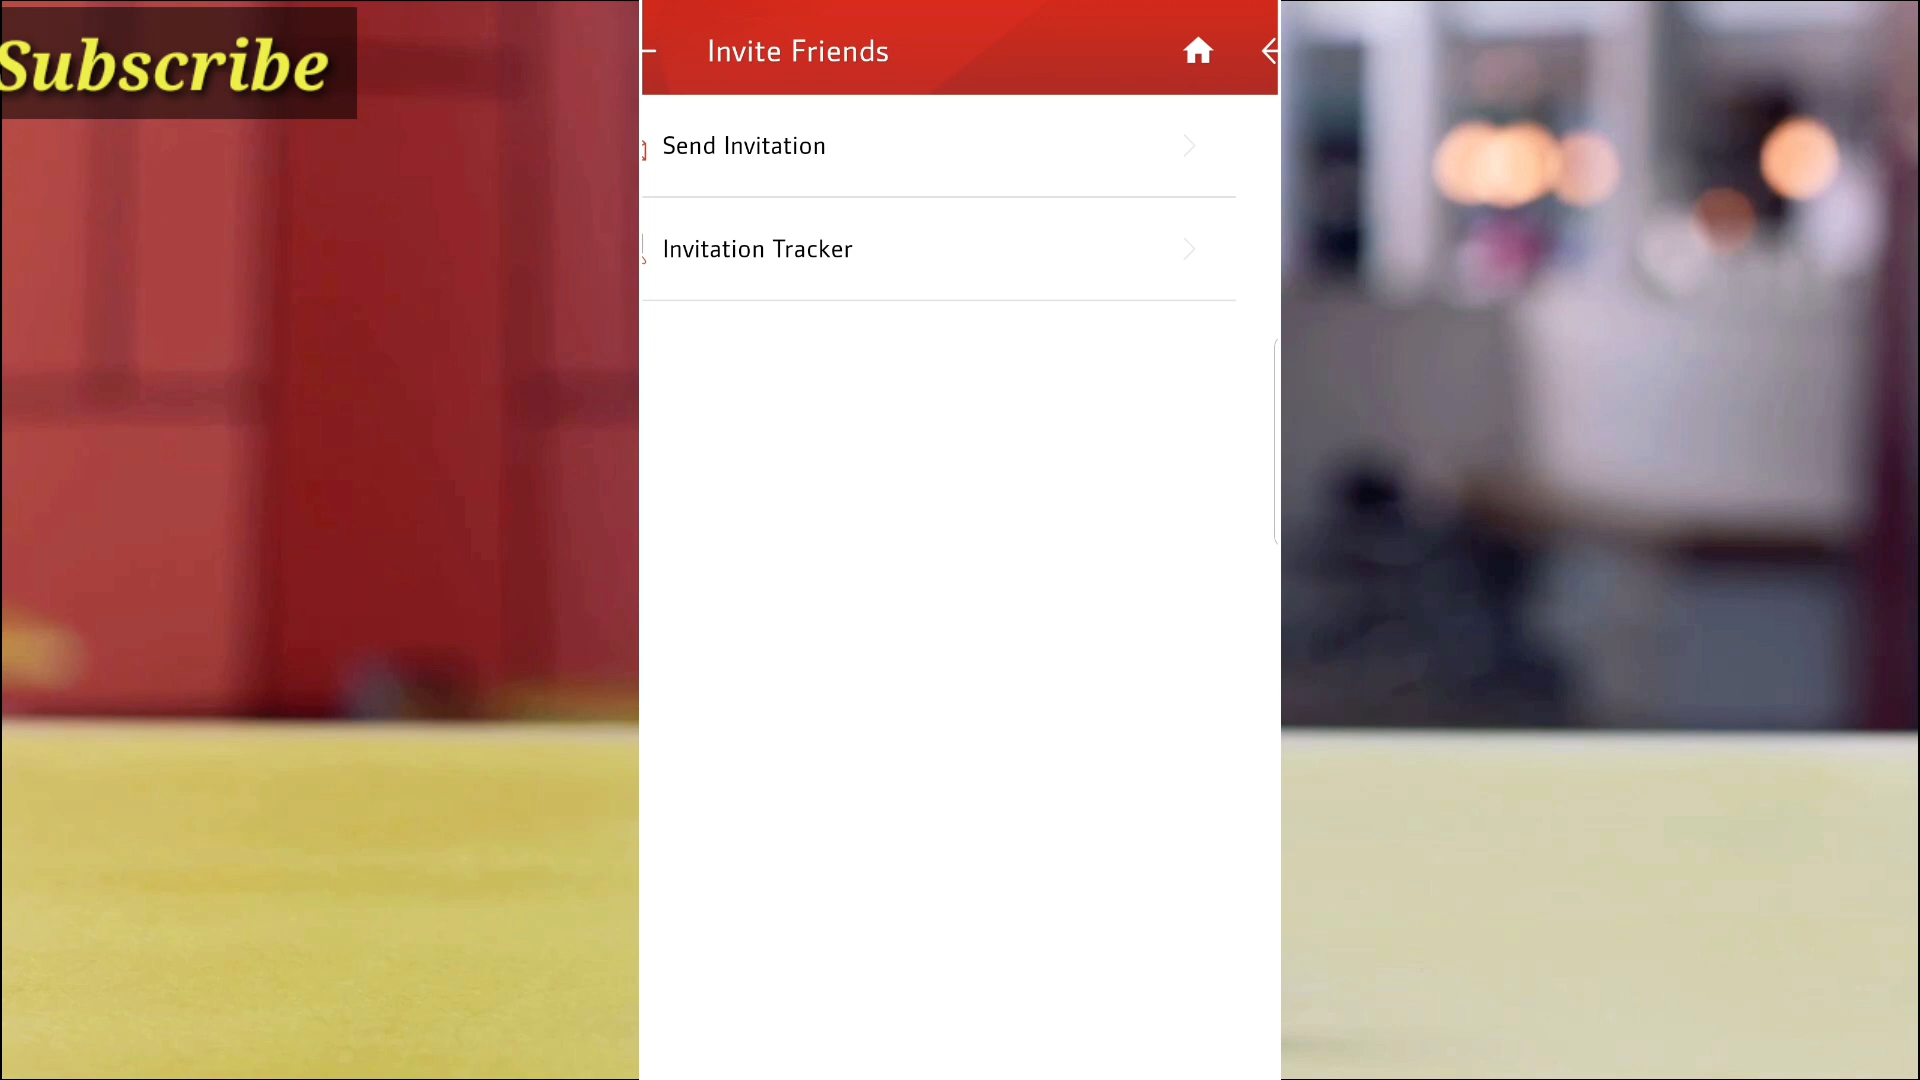 Subscribe
Invite Friends
Send Invitation
Invitation Tracker